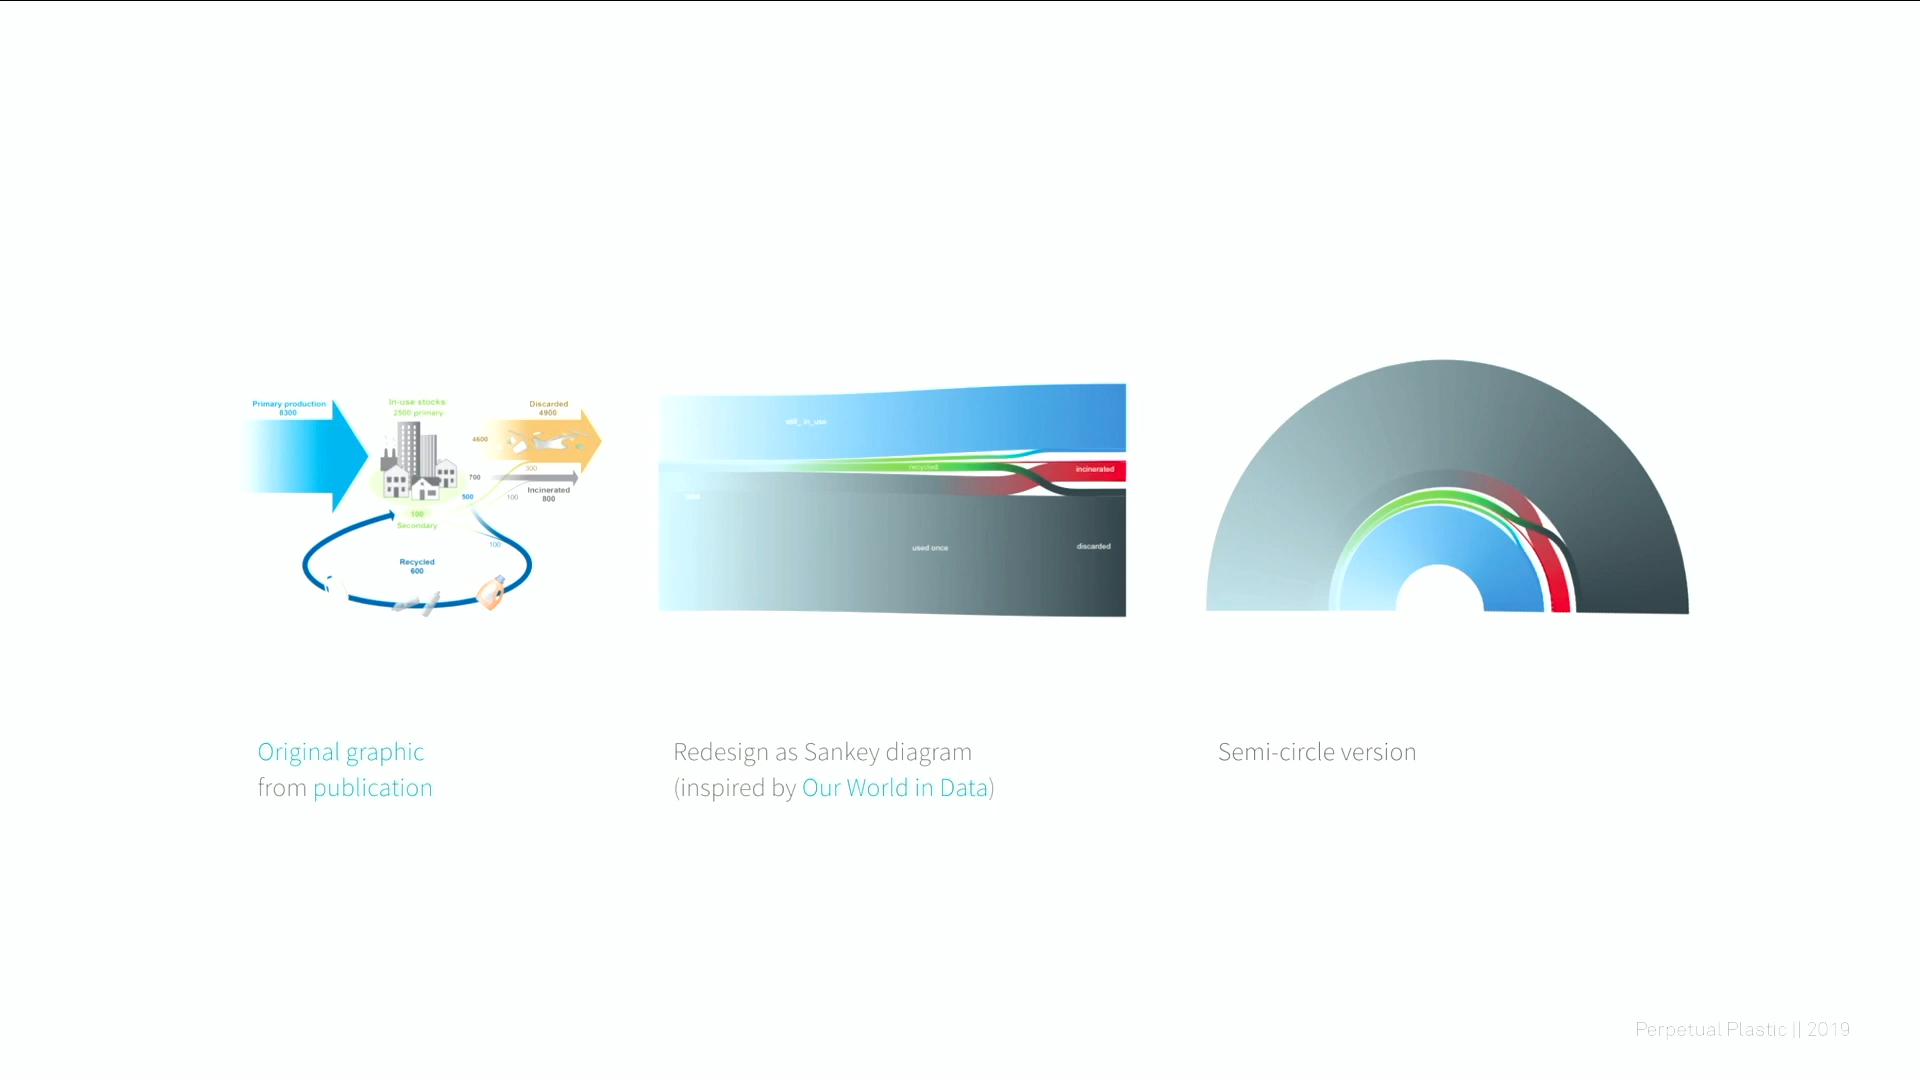 Primary production
8300
In-use stocks
2500 primary
Discarded
4900
4600
300
700
Incinerated
800
500
100
100
Secondary
100
Recycled
600
still_in_use
recycled
incinerated
used once
discarded
Original graphic
from publication
Redesign as Sankey diagram
(inspired by Our World in Data)
Semi-circle version
Perpetual Plastic || 2019